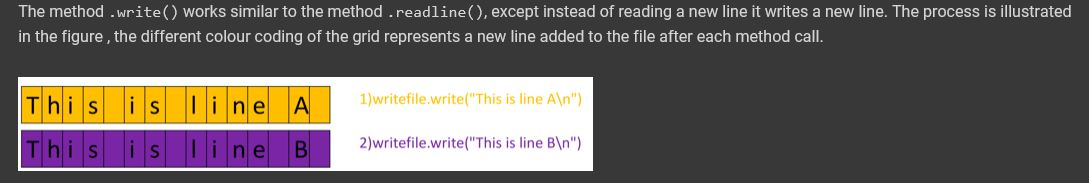 The method .write() works similar to the method .readline(), except instead of reading a new line it writes a new line. The process is illustrated
in the figure , the different colour coding of the grid represents a new line added to the file after each method call.
This is line A 1)writefile.write("This is line A\n")
This is line B 2)writefile.write("This is line B\n")